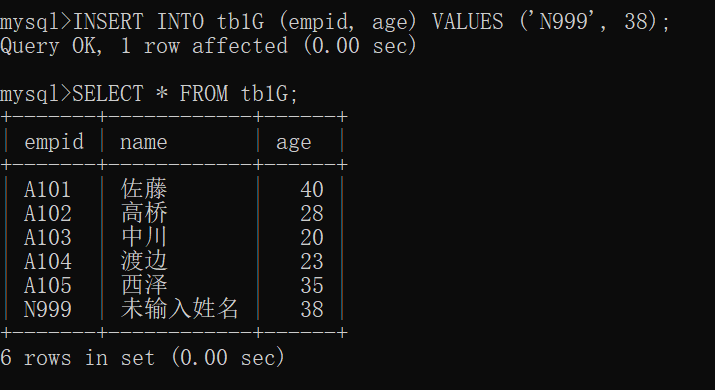 mysql>INSERT INTO tb1G (empid, age) VALUES ('N999', 38);
Query OK, 1 row affected (0.00 sec)
mysql>SELECT * FROM tb1G;
+-------+------------+------+
| empid | name       | age  |
+-------+------------+------+
| A101  | 佐藤       |   40 |
| A102  | 高桥       |   28 |
| A103  | 中川       |   20 |
| A104  | 渡边       |   23 |
| A105  | 西泽       |   35 |
| N999  | 未输入姓名 |   38 |
+-------+------------+------+
6 rows in set (0.00 sec)